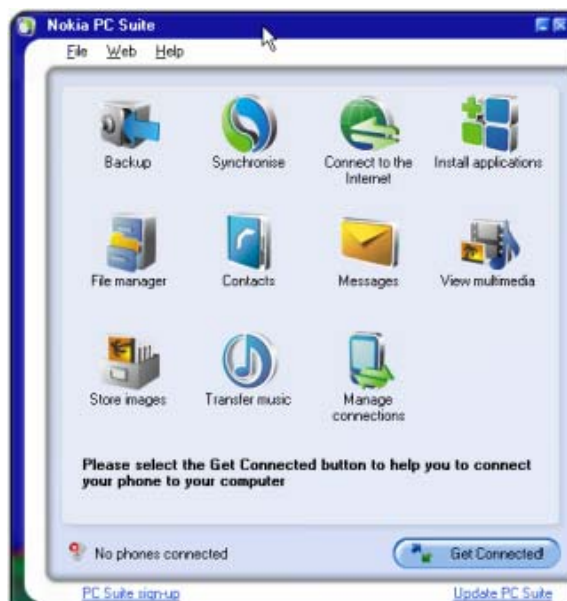 Nokia PC Suite
File Web Help
Backup
Synchronise
Connect to the
Internet
Install applications
File manager
Contacts
Messages
View multimedia
Store images
Transfer music
Manage
connections
Please select the Get Connected button to help you to connect
your phone to your computer
No phones connected
Get Connected!
PC Suite sign-up
Update PC Suite